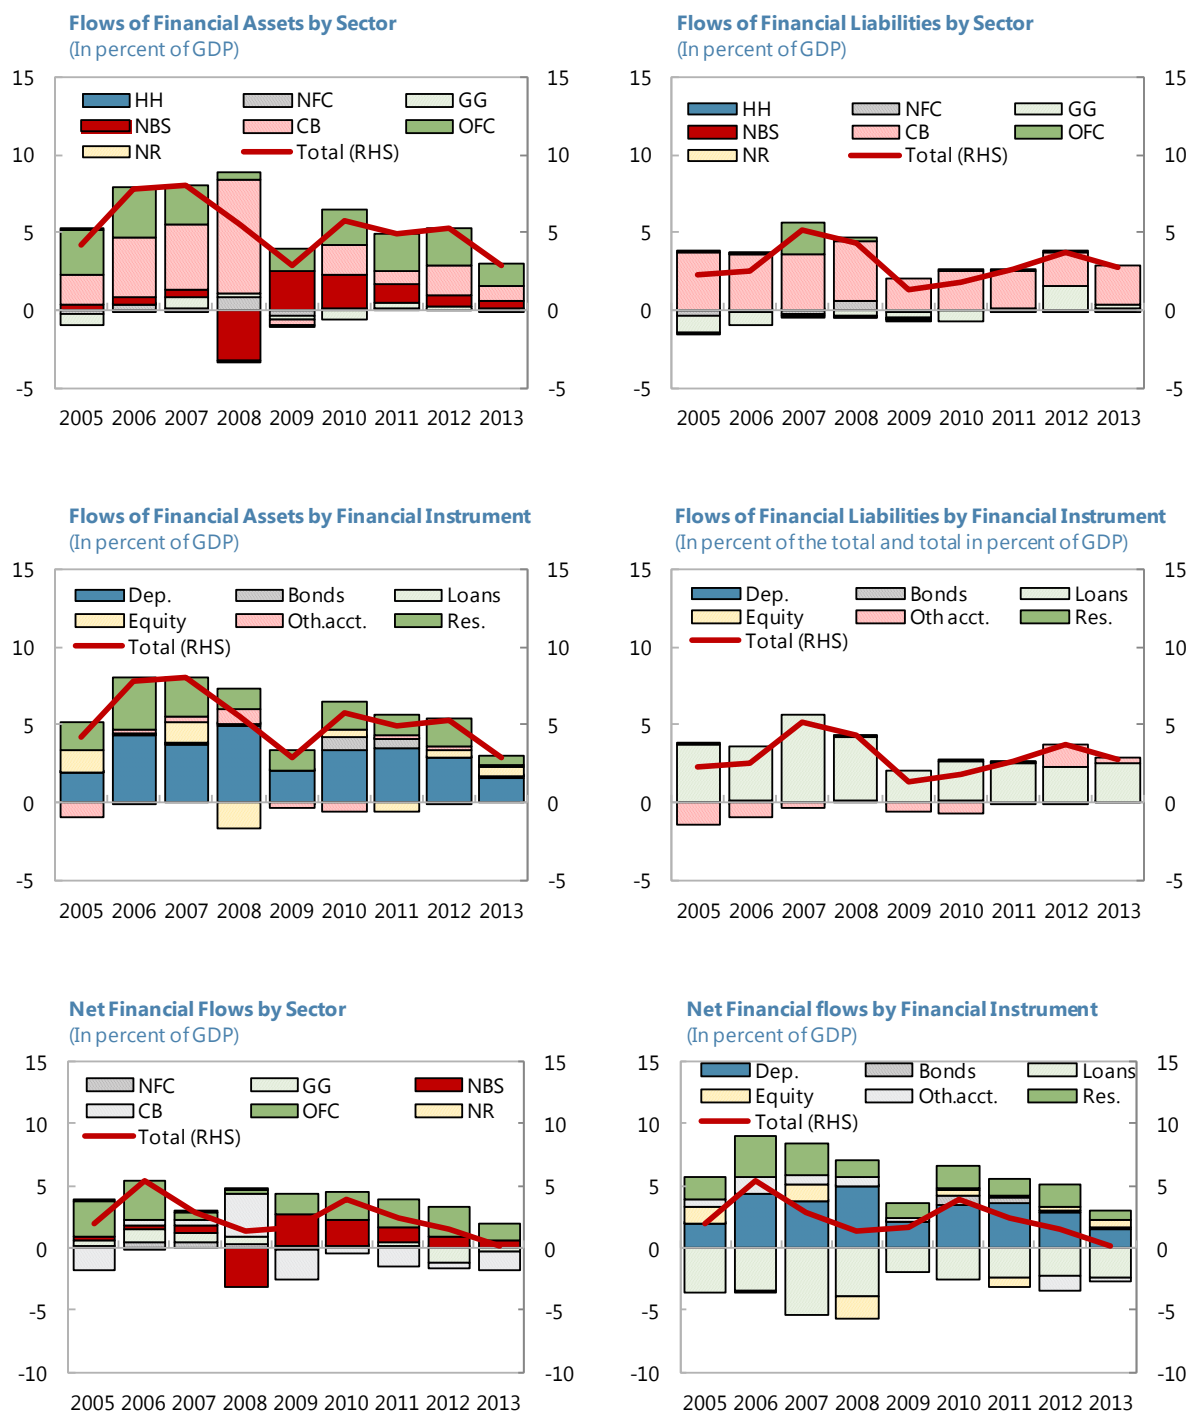 Flows of Financial Assets by Sector
(In percent of GDP)
15 15
HH NFC GG
NBS CB OFC
NR Total (RHS)
10 10
5 5
0 0
-5 -5
2005 2006 2007 2008 2009 2010 2011 2012 2013
Flows of Financial Liabilities by Sector
(In percent of GDP)
15 15
HH NFC GG
NBS CB OFC
NR Total (RHS)
10 10
5 5
0 0
-5 -5
2005 2006 2007 2008 2009 2010 2011 2012 2013
Flows of Financial Assets by Financial Instrument
(In percent of GDP)
15 15
Dep. Bonds Loans
Equity Oth.acct. Res.
Total (RHS)
10 10
5 5
0 0
-5 -5
2005 2006 2007 2008 2009 2010 2011 2012 2013
Flows of Financial Liabilities by Financial Instrument
(In percent of the total and total in percent of GDP)
15 15
Dep. Bonds Loans
Equity Oth acct. Res.
Total (RHS)
10 10
5 5
0 0
-5 -5
2005 2006 2007 2008 2009 2010 2011 2012 2013
Net Financial Flows by Sector
(In percent of GDP)
15 15
NFC GG NBS
CB OFC NR
Total (RHS)
10 10
5 5
0 0
-5 -5
-10 -10
2005 2006 2007 2008 2009 2010 2011 2012 2013
Net Financial flows by Financial Instrument
(In percent of GDP)
15 15
Dep. Bonds Loans
Equity Oth.acct. Res.
Total (RHS)
10 10
5 5
0 0
-5 -5
-10 -10
2005 2006 2007 2008 2009 2010 2011 2012 2013